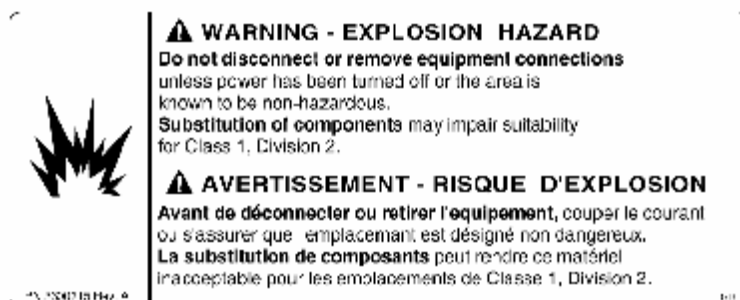 WARNING - EXPLOSION HAZARD
Do not disconnect or remove equipment connections
unless power has been turned off or the area is
known to be non-hazardous.
Substitution of components may impair suitability
for Class 1, Division 2.
AVERTISSEMENT - RISQUE D'EXPLOSION
Avant de déconnecter ou retirer l'equipement, couper le courant
ou s'assurer que emplacemant est désigné non dangereux.
La substitution de composants peut rendre ce matériel
inacceptable pour les emplacements de Classe 1, Division 2.
Rev. A